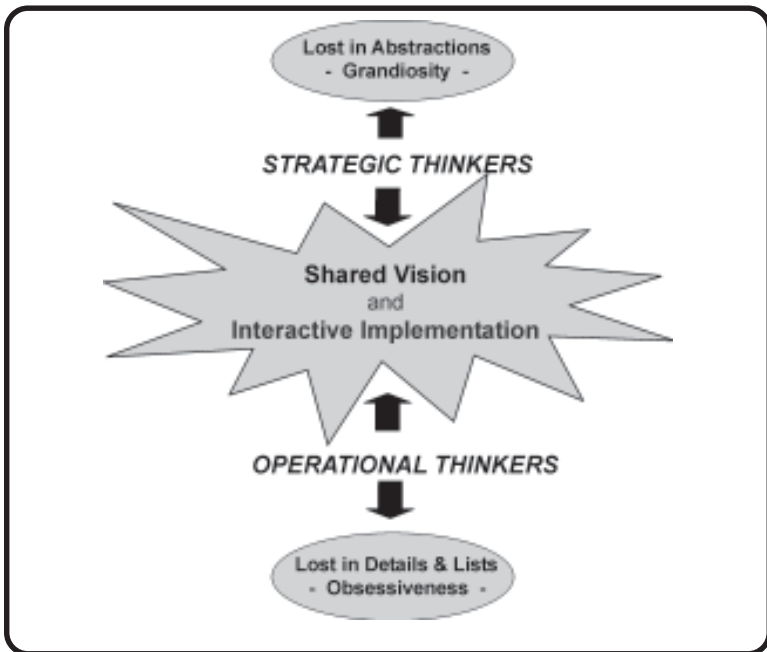 Lost in Abstractions
- Grandiosity -
STRATEGIC THINKERS
Shared Vision
and
Interactive Implementation
OPERATIONAL THINKERS
Lost in Details & Lists
- Obsessiveness -